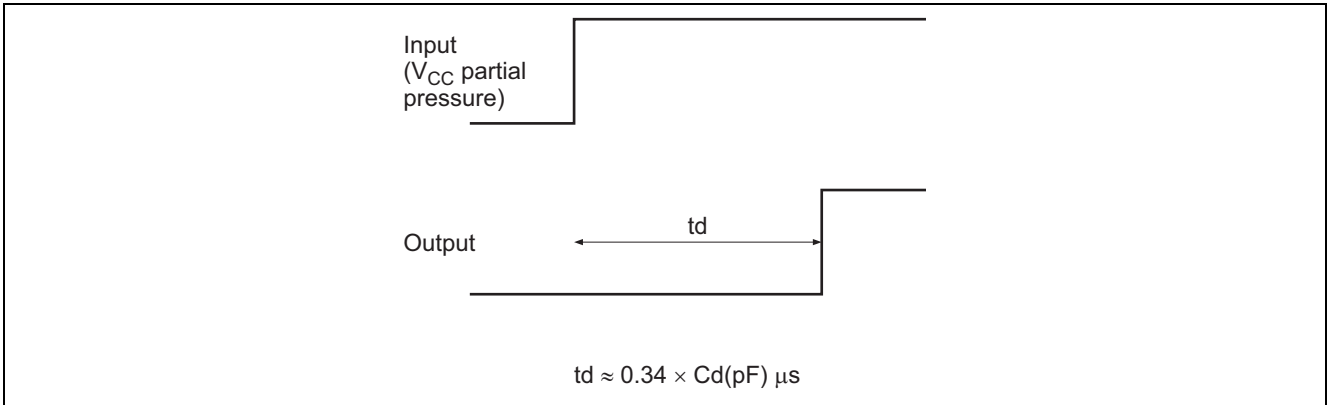 Input
(VCC partial
pressure)
td
Output
td ≈ 0.34 × Cd(pF) μs